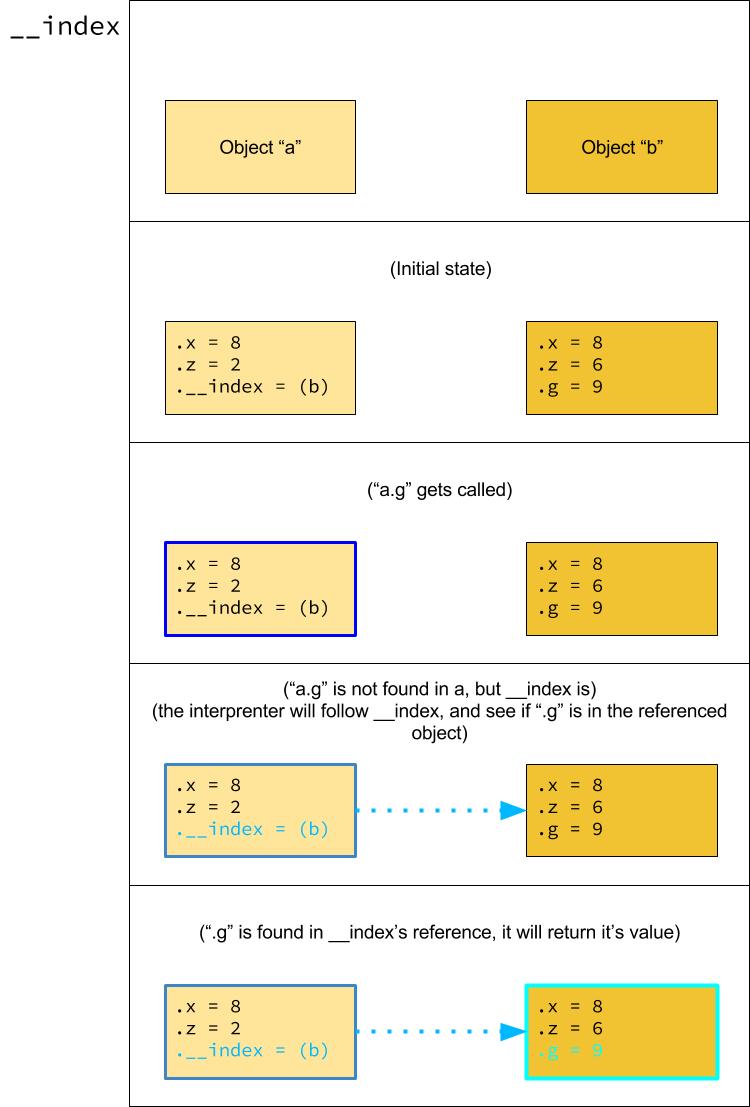 __index
Object “a”
Object “b”
(Initial state)
.x = 8
.z = 2
.__index = (b)
.x = 8
.z = 6
.g = 9
(“a.g” gets called)
.x = 8
.z = 2
.__index = (b)
.x = 8
.z = 6
.g = 9
(“a.g” is not found in a, but __index is)
(the interprenter will follow __index, and see if “.g” is in the referenced
object)
.x = 8
.z = 2
.__index = (b)
.x = 8
.z = 6
.g = 9
(“.g” is found in __index’s reference, it will return it’s value)
.x = 8
.z = 2
.__index = (b)
.x = 8
.z = 6
.g = 9